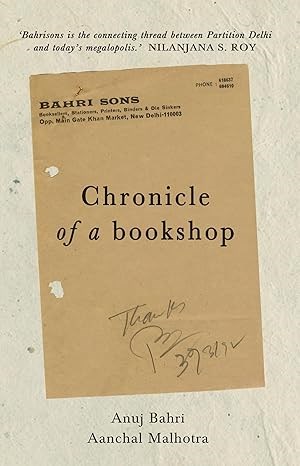 'Bahrisons is the connecting thread between Partition Delhi
and today's megalopolis.' NILANJANA S. ROY
PHONE : 618637
694610
BAHRI SONS
Booksellers, Stationers, Printers, Binders & Die Sinkers
Opp. Main Gate Khan Market, New Delhi-110003
Chronicle
of a bookshop
Thanks
Anuj Bahri
Aanchal Malhotra